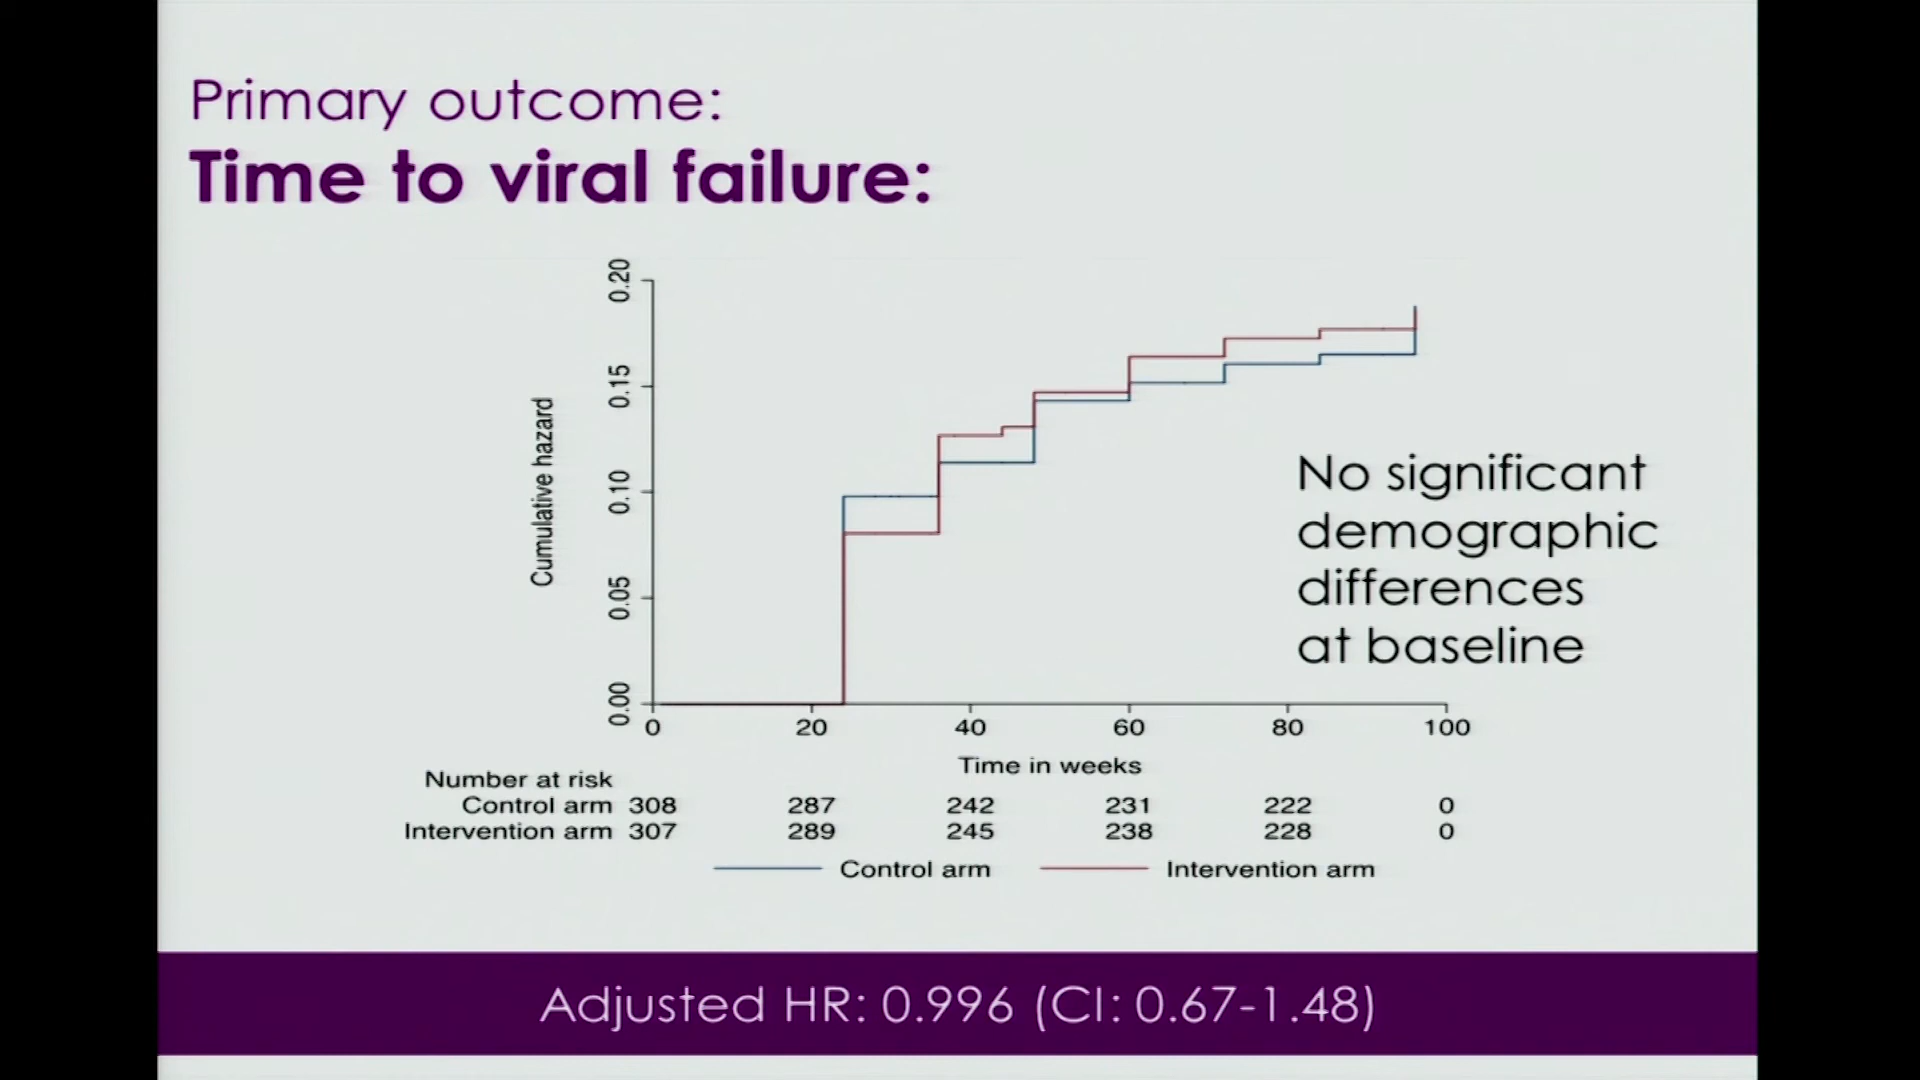 Primary outcome:
Time to viral failure:
0.20
0.15
0.10
0.05
0.00
Cumulative hazard
0 20 40 60 80 100
Time in weeks
No significant
demographic
differences
at baseline
Number at risk
Control arm 308 287 242 231 222 0
Intervention arm 307 289 245 238 228 0
Control arm Intervention arm
Adjusted HR: 0.996 (CI: 0.67-1.48)